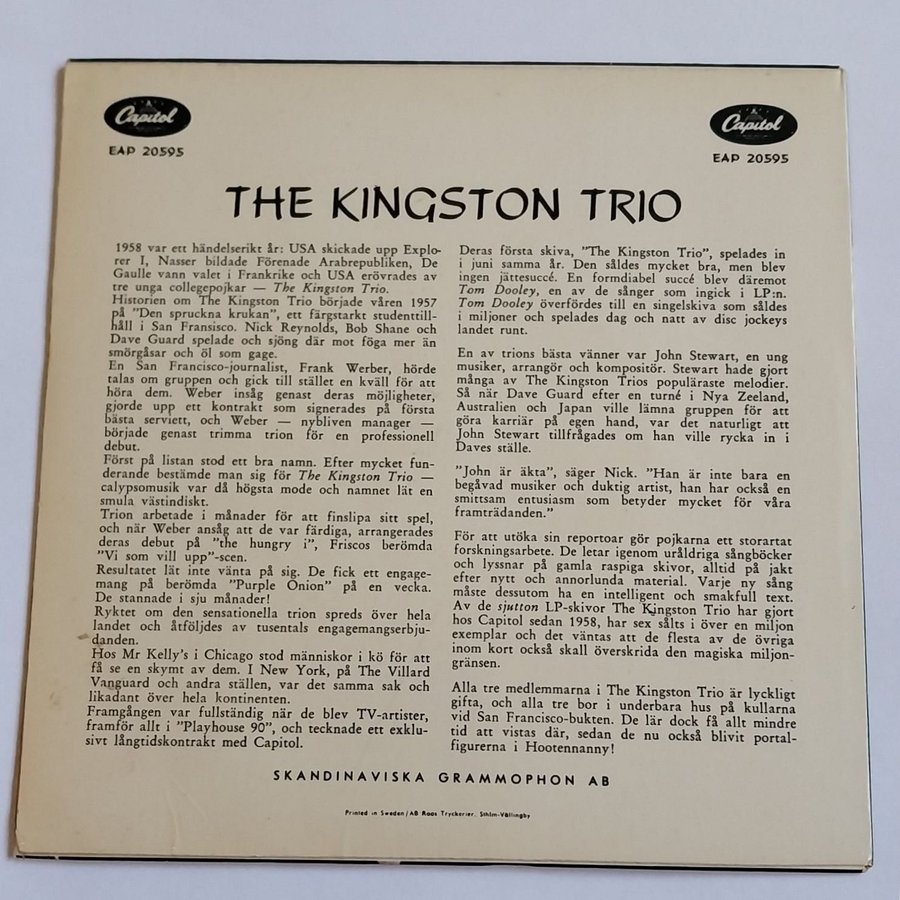 Capitol
EAP 20595
Capitol
EAP 20595
THE KINGSTON TRIO
1958 var ett händelserikt år: USA skickade upp Explo-
rer I, Nasser bildade Förenade Arabrepubliken, De
Gaulle vann valet i Frankrike och USA erövrades av
tre unga collegepojkar — The Kingston Trio.
Historien om The Kingston Trio började våren 1957
på ”Den spruckna krukan”, ett färgstarkt studenttill-
håll i San Fransisco. Nick Reynolds, Bob Shane och
Dave Guard spelade och sjöng där mot föga mer än
smörgåsar och öl som gage.
En San Francisco-journalist, Frank Werber, hörde
talas om gruppen och gick till stället en kväll för att
höra dem. Weber insåg genast deras möjligheter,
gjorde upp ett kontrakt som signerades på första
bästa serviett, och Weber — nybliven manager —
började genast trimma trion för en professionell
debut.
Först på listan stod ett bra namn. Efter mycket fun-
derande bestämde man sig för The Kingston Trio —
calypsomusik var då högsta mode och namnet lät en
smula västindiskt.
Trion arbetade i månader för att finslipa sitt spel,
och när Weber ansåg att de var färdiga, arrangerades
deras debut på ”the hungry i”, Friscos berömda
”Vi som vill upp”-scen.
Resultatet lät inte vänta på sig. De fick ett engage-
mang på berömda ”Purple Onion” på en vecka.
De stannade i sju månader!
Ryktet om den sensationella trion spreds över hela
landet och åtföljdes av tusentals engagemangserbju-
danden.
Hos Mr Kelly's i Chicago stod människor i kö för att
få se en skymt av dem. I New York, på The Villard
Vanguard och andra ställen, var det samma sak och
likadant över hela kontinenten.
Framgången var fullständig när de blev TV-artister,
framför allt i ”Playhouse 90”, och tecknade ett exklu-
sivt långtidskontrakt med Capitol.
Deras första skiva, ”The Kingston Trio”, spelades in
i juni samma år. Den såldes mycket bra, men blev
ingen jättesuccé. En formdiabel succé blev däremot
Tom Dooley, en av de sånger som ingick i LP:n.
Tom Dooley överfördes till en singelskiva som såldes
i miljoner och spelades dag och natt av disc jockeys
landet runt.
En av trions bästa vänner var John Stewart, en ung
musiker, arrangör och kompositör. Stewart hade gjort
många av The Kingston Trios populäraste melodier.
Så när Dave Guard efter en turné i Nya Zeeland,
Australien och Japan ville lämna gruppen för att
göra karriär på egen hand, var det naturligt att
John Stewart tillfrågades om han ville rycka in i
Daves ställe.
”John är äkta”, säger Nick. ”Han är inte bara en
begåvad musiker och duktig artist, han har också en
smittsam entusiasm som betyder mycket för våra
framträdanden.”
För att utöka sin reportoar gör pojkarna ett storartat
forskningsarbete. De letar igenom uråldriga sångböcker
och lyssnar på gamla raspiga skivor, alltid på jakt
efter nytt och annorlunda material. Varje ny sång
måste dessutom ha en intelligent och smakfull text.
Av de sjutton LP-skivor The Kingston Trio har gjort
hos Capitol sedan 1958, har sex sålts i över en miljon
exemplar och det väntas att de flesta av de övriga
inom kort också skall överskrida den magiska miljon-
gränsen.
Alla tre medlemmarna i The Kingston Trio är lyckligt
gifta, och alla tre bor i underbara hus på kullarna
vid San Francisco-bukten. De lär dock få allt mindre
tid att vistas där, sedan de nu också blivit portal-
figurerna i Hootennanny!
SKANDINAVISKA GRAMMOPHON AB
Printed in Sweden/AB Roos Tryckerier. Sthlm-Vällingby